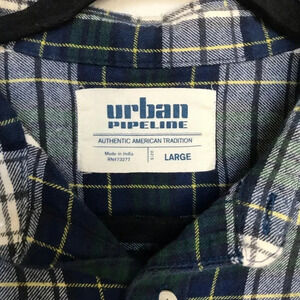 urban
PIPELINE
AUTHENTIC AMERICAN TRADITION
Made in India
RN#73277
SIZE
LARGE